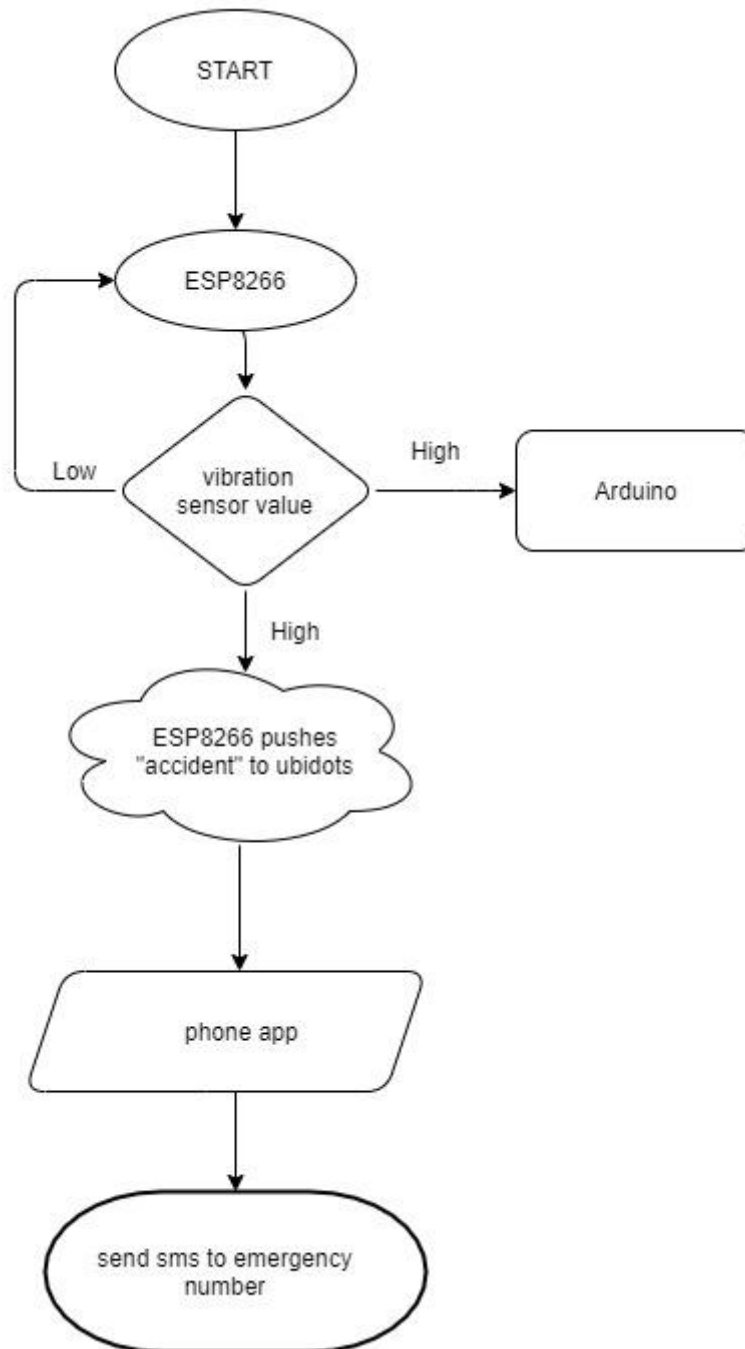 START
ESP8266
Low
vibration
sensor value
High
Arduino
High
ESP8266 pushes
"accident" to ubidots
phone app
send sms to emergency
number